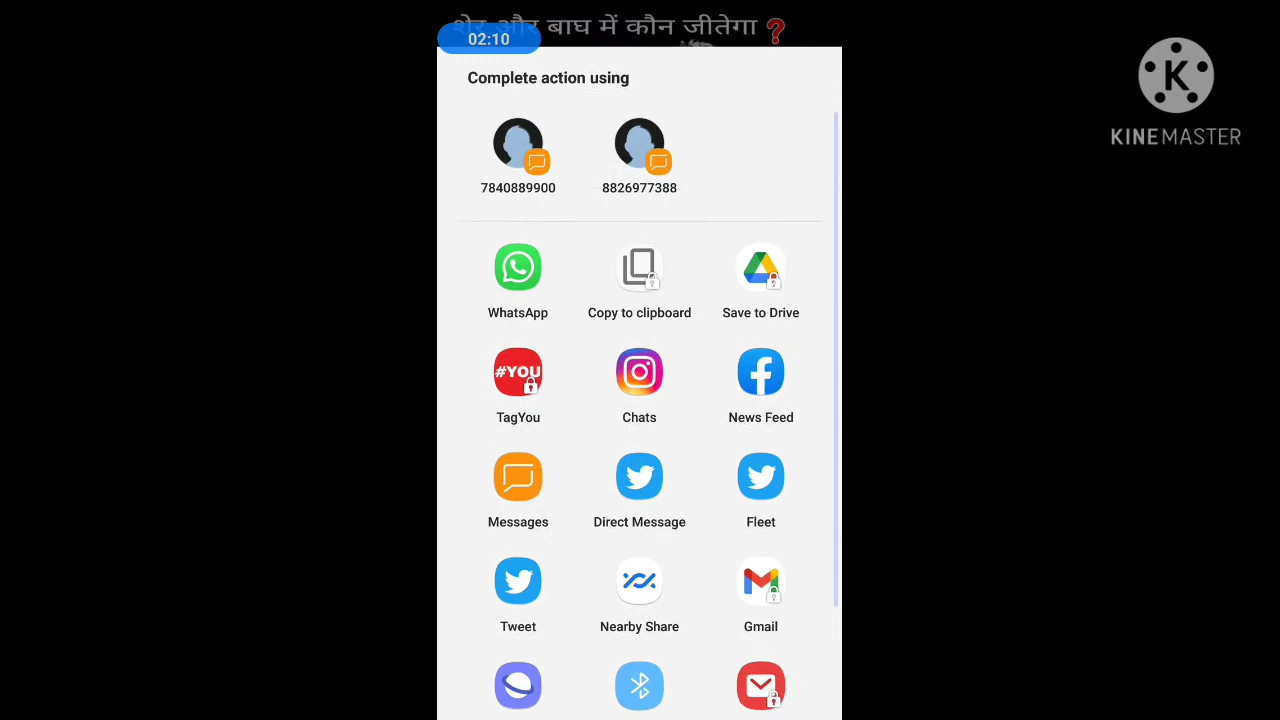 शेर और बाघ में कौन जीतेगा ❓
02:10
Complete action using
K
KINEMASTER
7840889900 8826977388
WhatsApp Copy to clipboard Save to Drive
#YOU
TagYou Chats News Feed
Messages Direct Message Fleet
Tweet Nearby Share Gmail